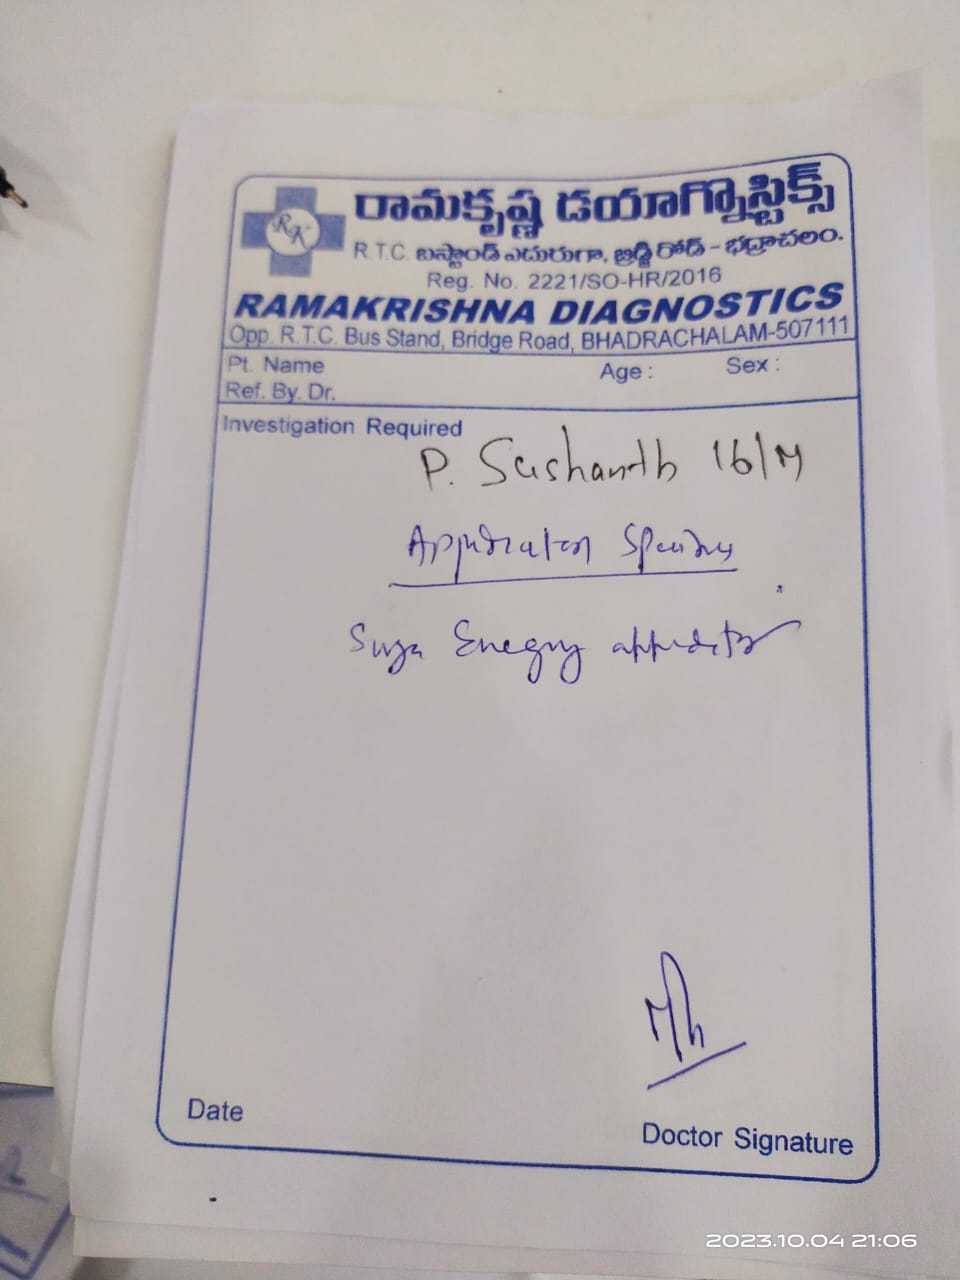 RK
రామకృష్ణ డయాగ్నొస్టిక్స్
R.T.C. బస్టాండ్ ఎదురుగా, బ్రిడ్జి రోడ్ - భద్రాచలం.
Reg. No. 2221/SO-HR/2016
RAMAKRISHNA DIAGNOSTICS
Opp. R.T.C. Bus Stand, Bridge Road, BHADRACHALAM-507111
Pt. Name Age : Sex :
Ref. By. Dr.
Investigation Required
P. Sushanth 16/M
Date
Doctor Signature
2023.10.04 21:06